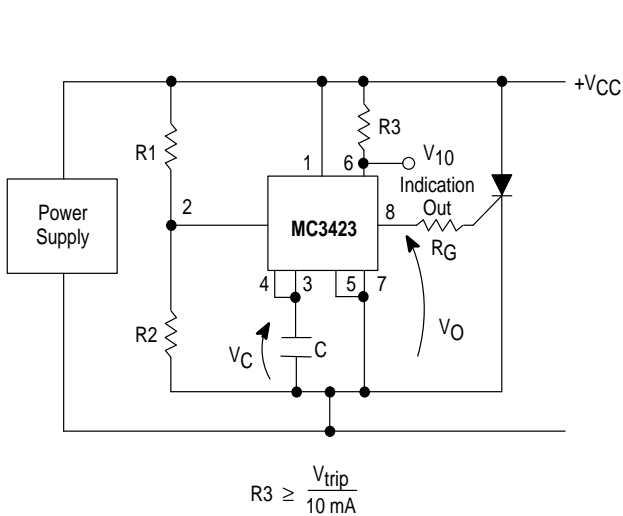 +VCC
R1
R3
1
6
V10
Indication
Out
Power
Supply
2
MC3423
8
RG
4
3
5
7
R2
VC
C
VO
R3 ≥ Vtrip
10 mA